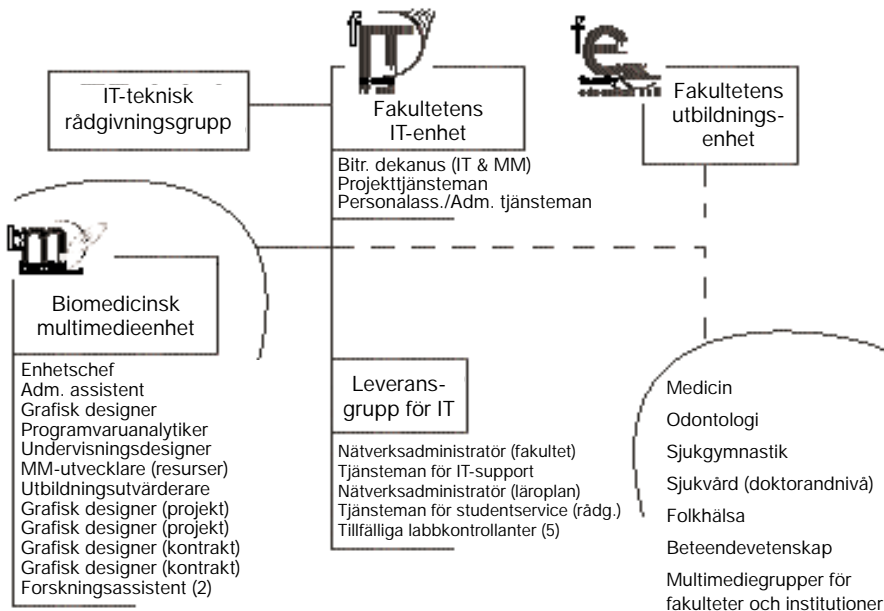 IT-teknisk
rådgivningsgrupp
Fakultetens
IT-enhet
Bitr. dekanus (IT & MM)
Projekttjänsteman
Personalass./Adm. tjänsteman
Fakultetens
utbildnings-
enhet
Biomedicinsk
multimedieenhet
Enhetschef
Adm. assistent
Grafisk designer
Programvaruanalytiker
Undervisningsdesigner
MM-utvecklare (resurser)
Utbildningsutvärderare
Grafisk designer (projekt)
Grafisk designer (projekt)
Grafisk designer (kontrakt)
Grafisk designer (kontrakt)
Forskningsassistent (2)
Leverans-
grupp för IT
Nätverksadministratör (fakultet)
Tjänsteman för IT-support
Nätverksadministratör (läroplan)
Tjänsteman för studentservice (rådg.)
Tillfälliga labbkontrollanter (5)
Medicin
Odontologi
Sjukgymnastik
Sjukvård (doktorandnivå)
Folkhälsa
Beteendevetenskap
Multimediegrupper för
fakulteter och institutioner